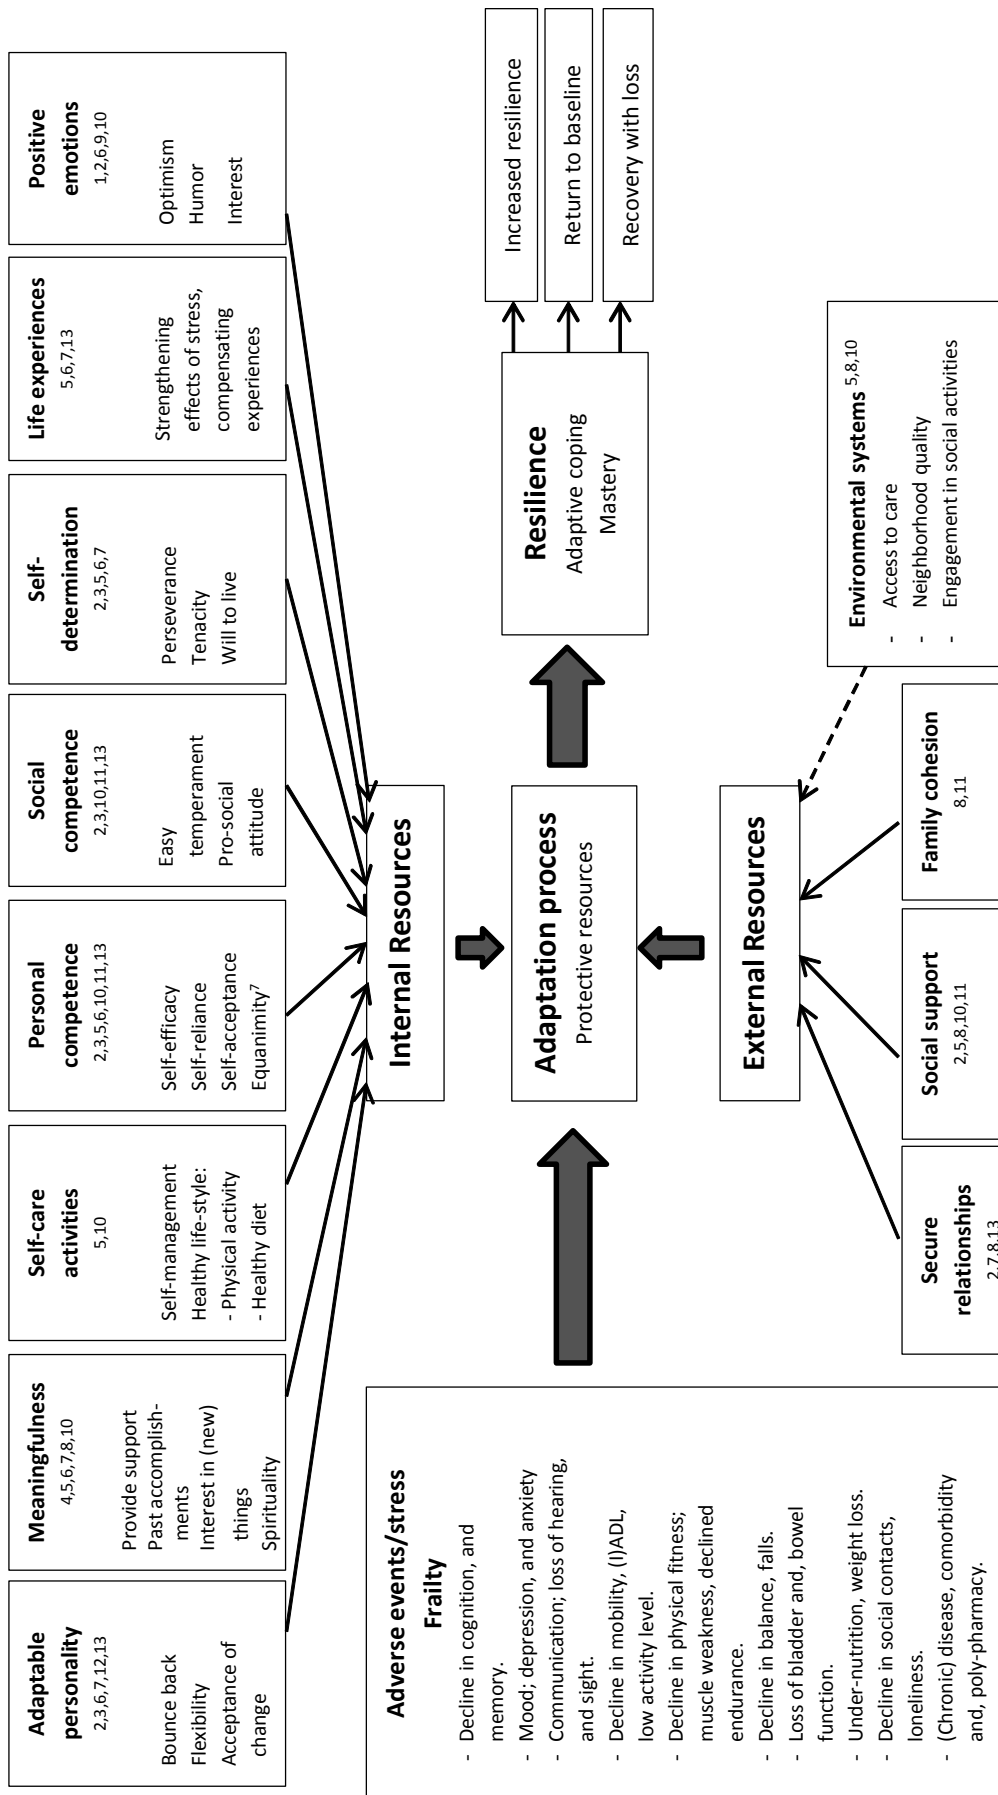 Adaptable
personality
2,3,6,7,12,13
Bounce back
Flexibility
Acceptance of
change
Meaningfulness
4,5,6,7,8,10
Provide support
Past accomplish-
ments
Interest in (new)
things
Spirituality
Self-care
activities
5,10
Self-management
Healthy life-style:
- Physical activity
- Healthy diet
Personal
competence
2,3,5,6,10,11,13
Self-efficacy
Self-reliance
Self-acceptance
Equanimity⁷
Social
competence
2,3,10,11,13
Easy
temperament
Pro-social
attitude
Self-
determination
2,3,5,6,7
Perseverance
Tenacity
Will to live
Life experiences
5,6,7,13
Strengthening
effects of stress,
compensating
experiences
Positive
emotions
1,2,6,9,10
Optimism
Humor
Interest
Internal Resources
Adverse events/stress
Frailty
- Decline in cognition, and
memory.
- Mood; depression, and anxiety
- Communication; loss of hearing,
and sight.
- Decline in mobility, (I)ADL,
low activity level.
- Decline in physical fitness;
muscle weakness, declined
endurance.
- Decline in balance, falls.
- Loss of bladder and, bowel
function.
- Under-nutrition, weight loss.
- Decline in social contacts,
loneliness.
- (Chronic) disease, comorbidity
and, poly-pharmacy.
Adaptation process
Protective resources
Resilience
Adaptive coping
Mastery
Increased resilience
Return to baseline
Recovery with loss
External Resources
Secure
relationships
2,7,8,13
Social support
2,5,8,10,11
Family cohesion
8,11
Environmental systems 5,8,10
- Access to care
- Neighborhood quality
- Engagement in social activities